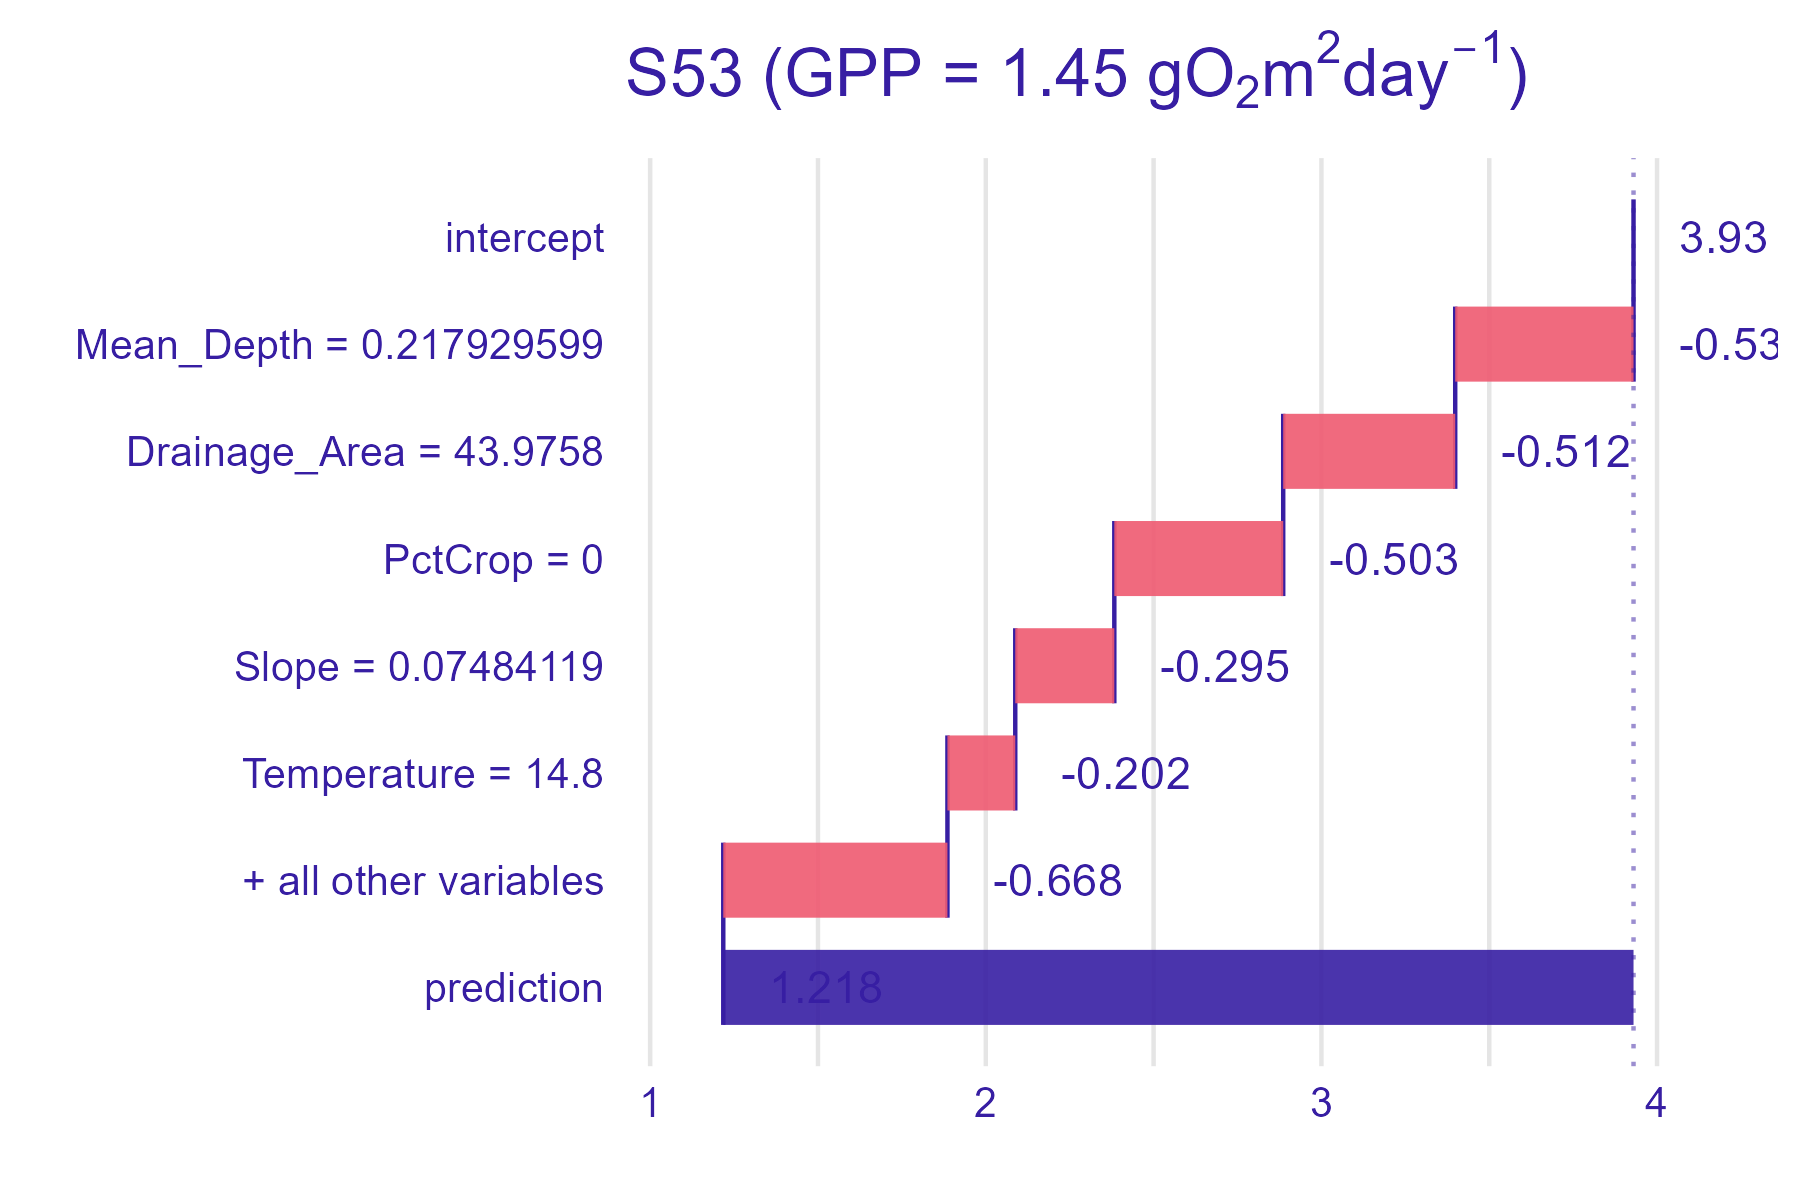 S53 (GPP = 1.45 gO₂m²day⁻¹)
intercept 3.93
Mean_Depth = 0.217929599 -0.53
Drainage_Area = 43.9758 -0.512
PctCrop = 0 -0.503
Slope = 0.07484119 -0.295
Temperature = 14.8 -0.202
+ all other variables -0.668
prediction 1.218
1 2 3 4